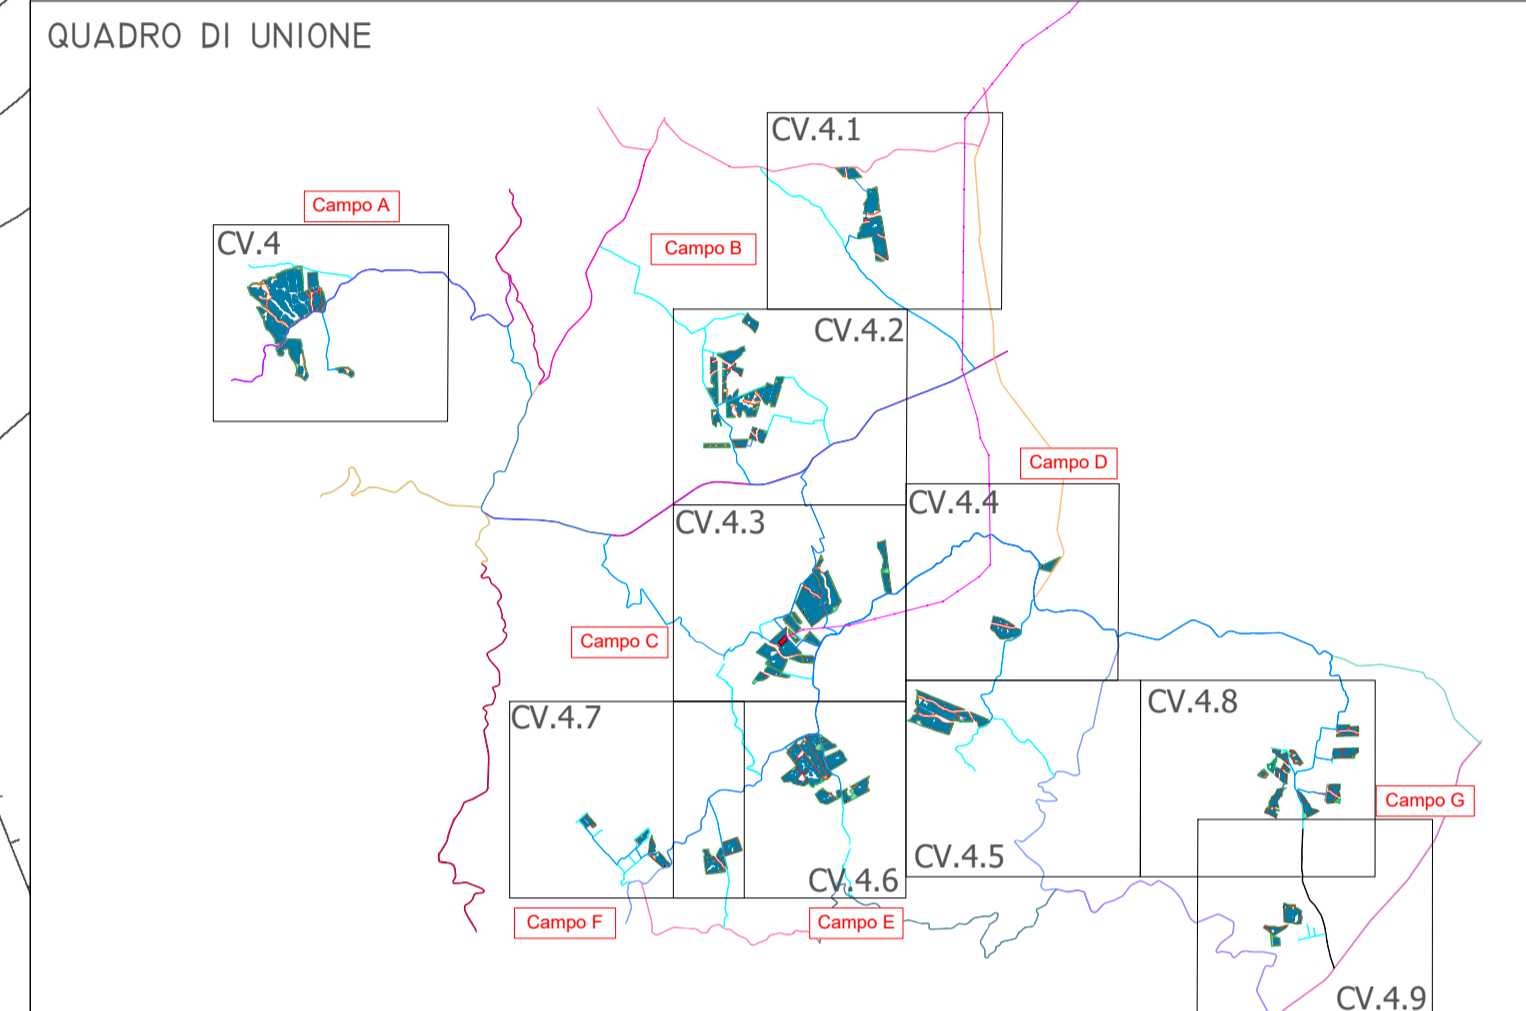 QUADRO DI UNIONE
CV.4.1
Campo A
CV.4
Campo B
CV.4.2
Campo D
CV.4.4
CV.4.3
Campo C
CV.4.8
CV.4.7
Campo G
CV.4.5
CV.4.6
Campo F
Campo E
CV.4.9